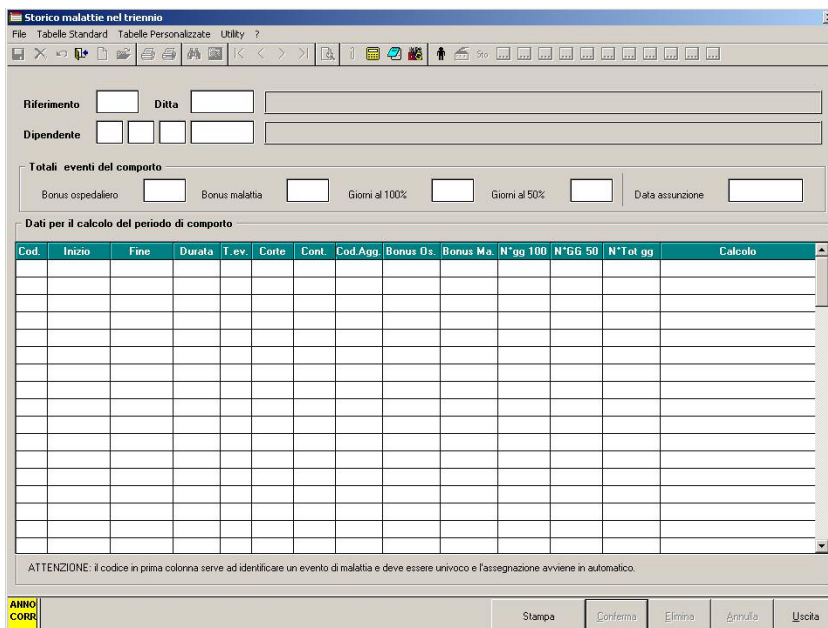 Storico malattie nel triennio
File Tabelle Standard Tabelle Personalizzate Utility ?
Sto
Riferimento Ditta
Dipendente
Totali eventi del comporto
Bonus ospedaliero Bonus malattia Giorni al 100% Giorni al 50% Data assunzione
Dati per il calcolo del periodo di comporto
Cod. Inizio Fine Durata T.ev. Corte Cont. Cod.Agg. Bonus Os. Bonus Ma. N°gg 100 N°GG 50 N°Tot gg Calcolo
ATTENZIONE: il codice in prima colonna serve ad identificare un evento di malattia e deve essere univoco e l'assegnazione avviene in automatico.
ANNO
CORR
Stampa Conferma Elimina Annulla Uscita